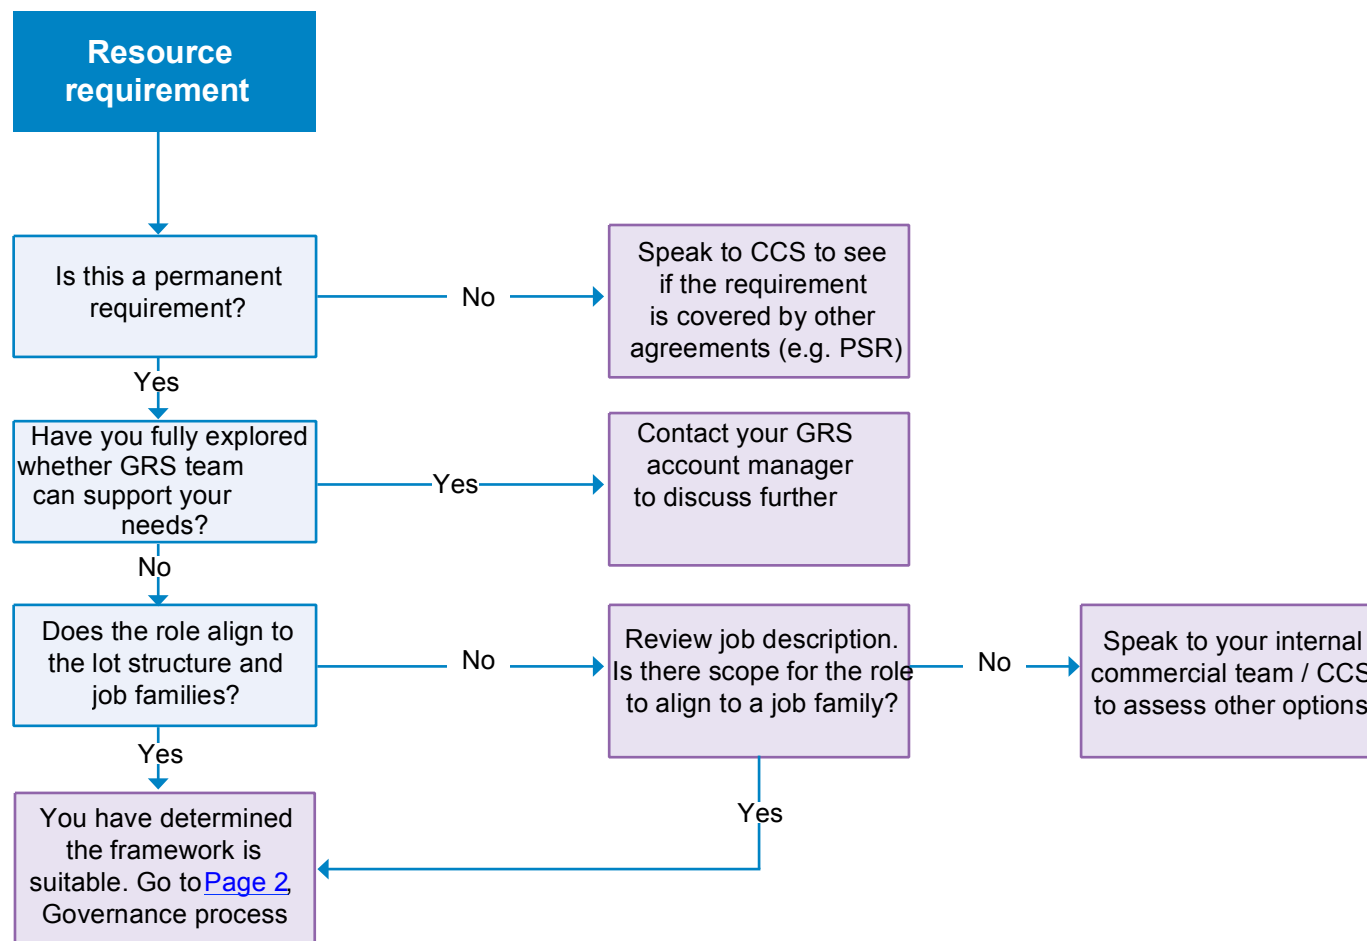 Resource
requirement
Is this a permanent
requirement?
No
Speak to CCS to see
if the requirement
is covered by other
agreements (e.g. PSR)
Yes
Have you fully explored
whether GRS team
can support your
needs?
Yes
Contact your GRS
account manager
to discuss further
No
Does the role align to
the lot structure and
job families?
No
Review job description.
Is there scope for the role
to align to a job family?
No
Speak to your internal
commercial team / CCS
to assess other options
Yes
Yes
You have determined
the framework is
suitable. Go to Page 2,
Governance process